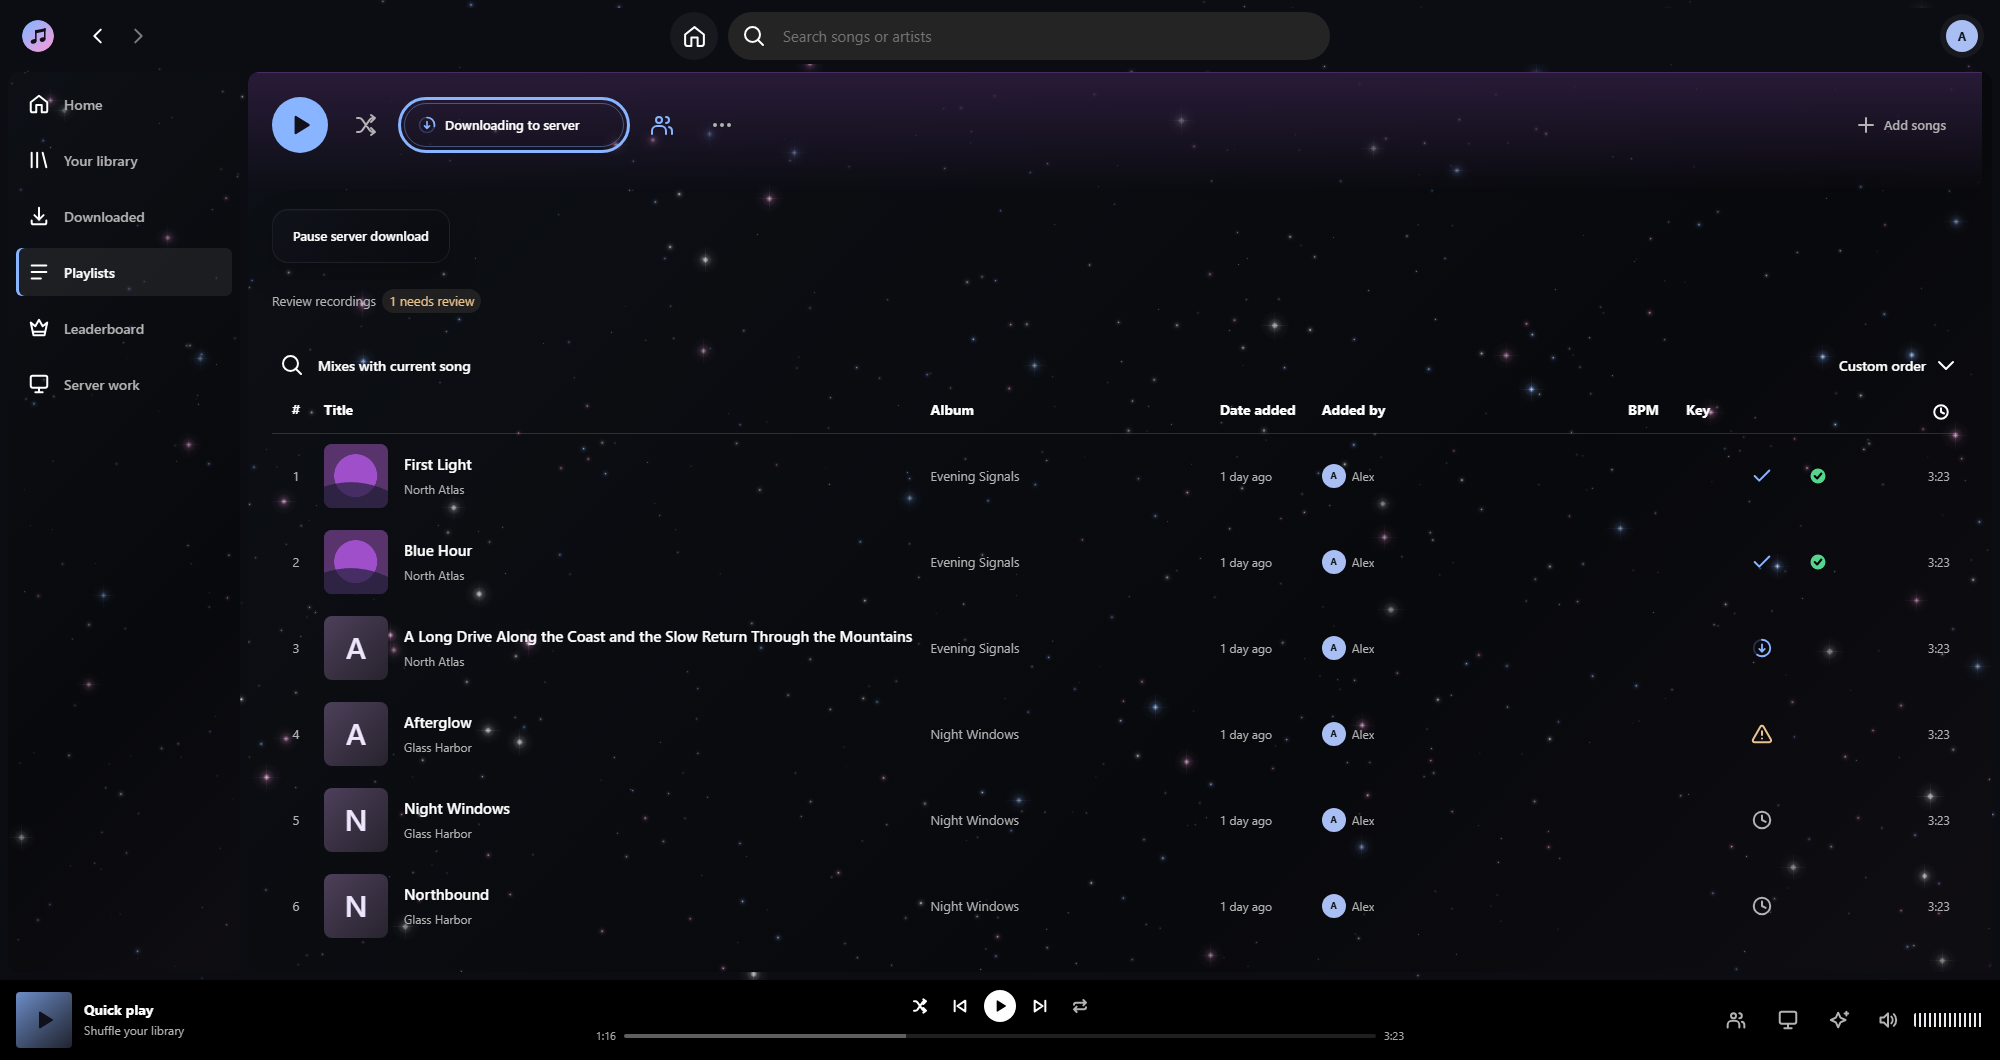 Search songs or artists
A
Home
Your library
Downloaded
Playlists
Leaderboard
Server work
Downloading to server
Add songs
Pause server download
Review recordings 1 needs review
Mixes with current song
Custom order
# Title Album Date added Added by BPM Key
1 First Light Evening Signals 1 day ago A Alex 3:23
North Atlas
2 Blue Hour Evening Signals 1 day ago A Alex 3:23
North Atlas
A
3 A Long Drive Along the Coast and the Slow Return Through the Mountains Evening Signals 1 day ago A Alex 3:23
North Atlas
A
4 Afterglow Night Windows 1 day ago A Alex 3:23
Glass Harbor
N
5 Night Windows Night Windows 1 day ago A Alex 3:23
Glass Harbor
N
6 Northbound Night Windows 1 day ago A Alex 3:23
Glass Harbor
Quick play
Shuffle your library
1:16 3:23